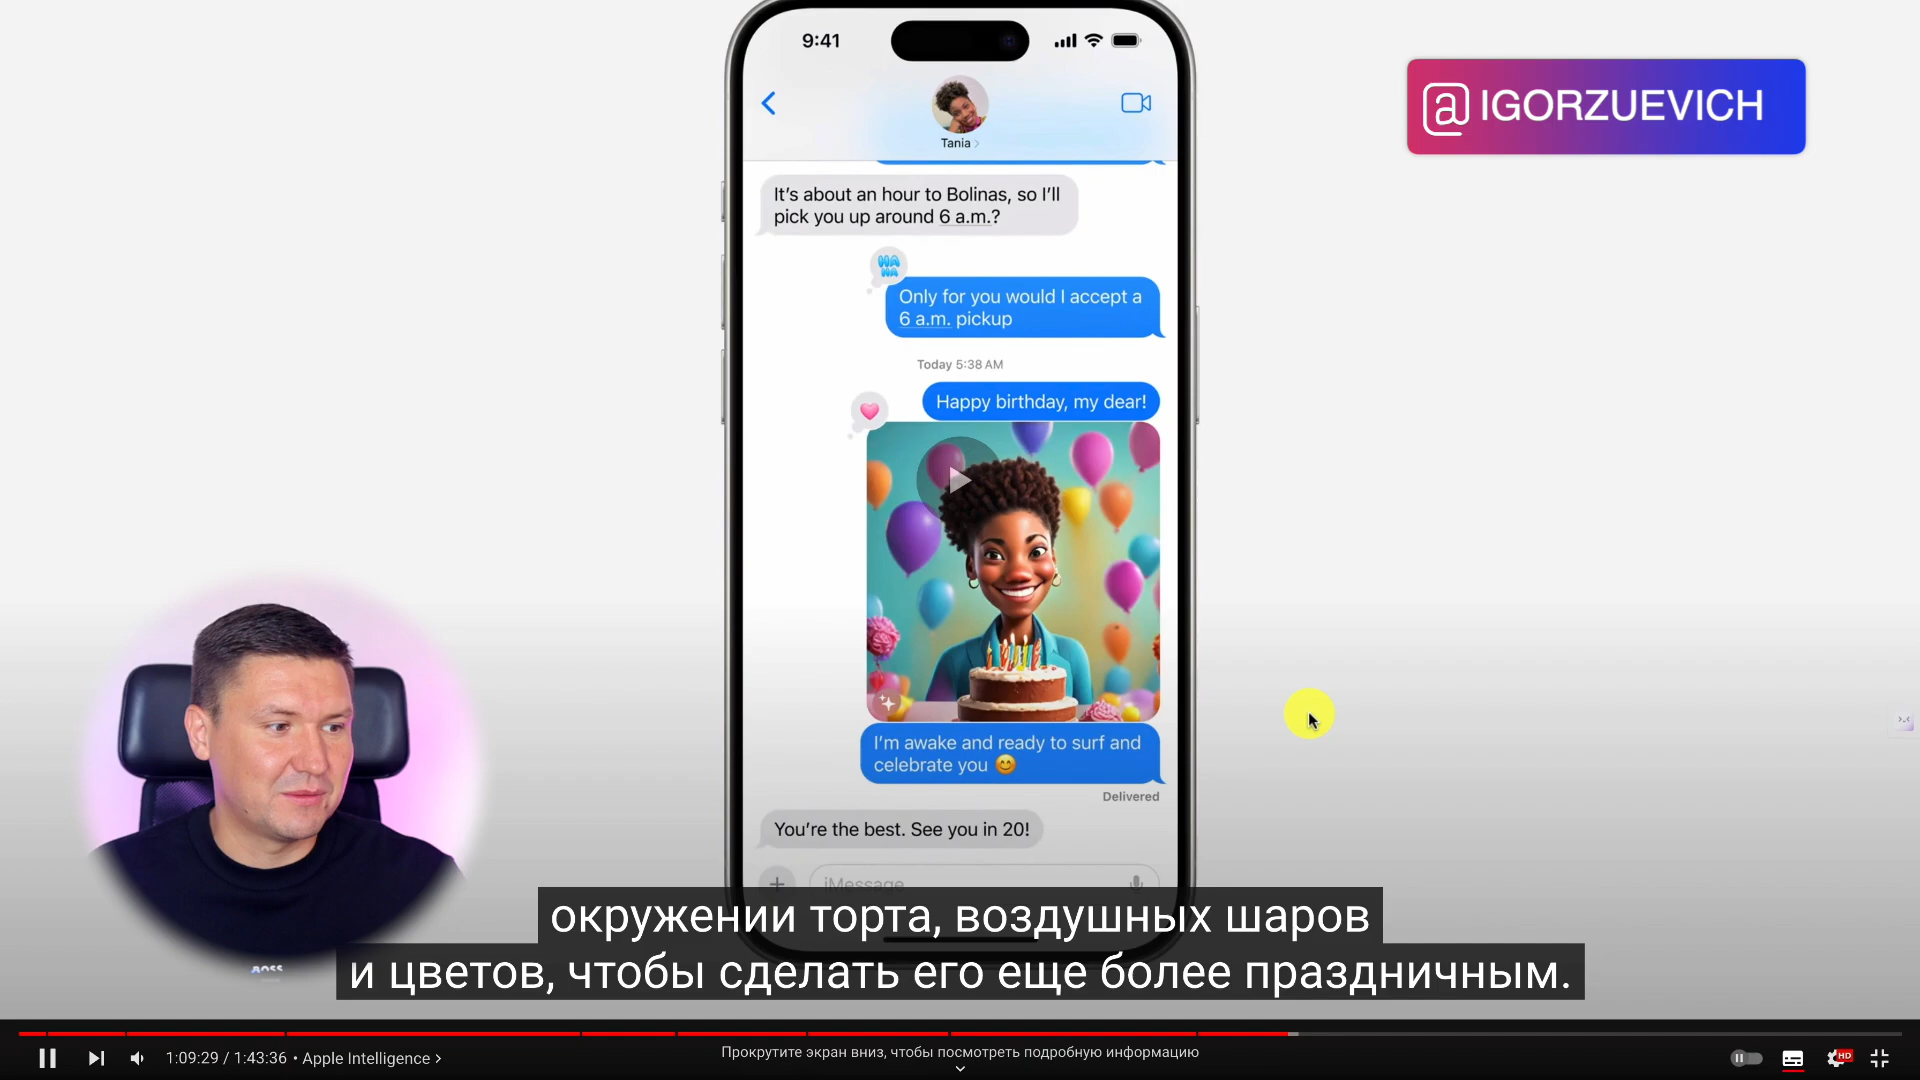 9:41
@IGORZUEVICH
Tania
It's about an hour to Bolinas, so I'll
pick you up around 6 a.m.?
HA
HA
Only for you would I accept a
6 a.m. pickup
Today 5:38 AM
Happy birthday, my dear!
I'm awake and ready to surf and
celebrate you 😊
Delivered
You're the best. See you in 20!
iMessage
окружении торта, воздушных шаров
и цветов, чтобы сделать его еще более праздничным.
1:09:29 / 1:43:36 • Apple Intelligence >
Прокрутите экран вниз, чтобы посмотреть подробную информацию
HD